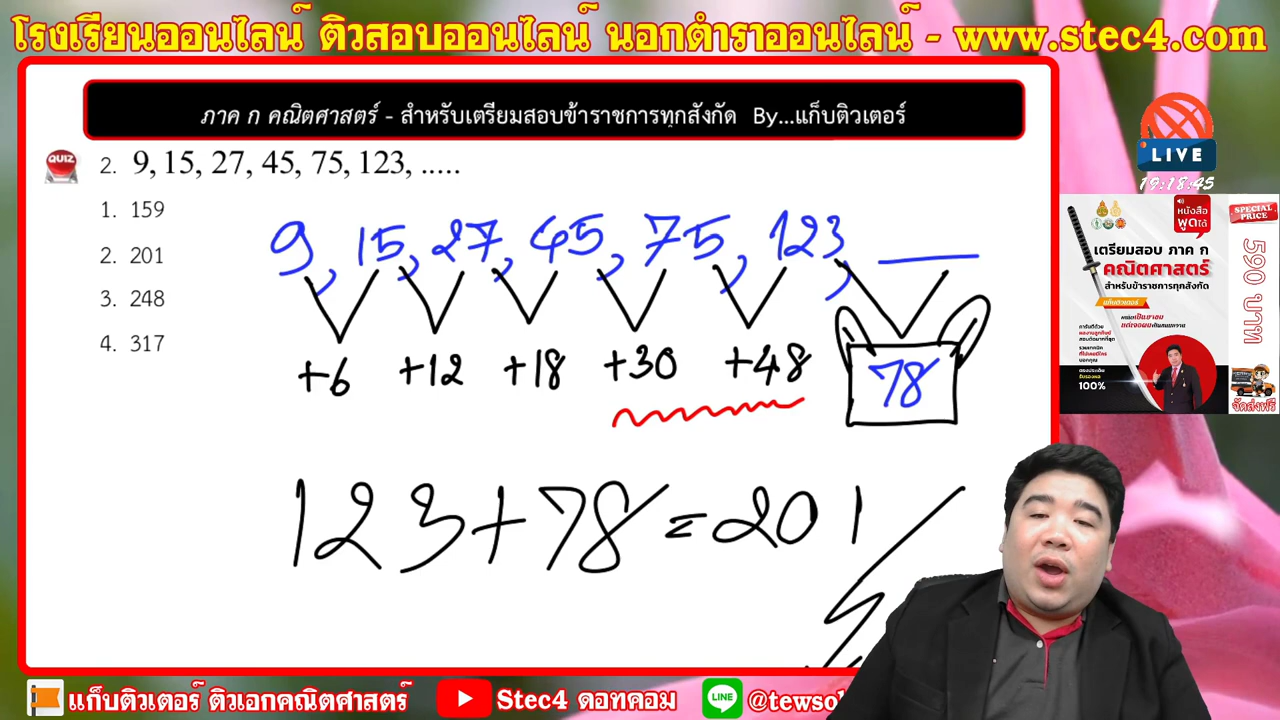 โรงเรียนออนไลน์ ติวสอบออนไลน์ นอกตำราออนไลน์ - www.stec4.com
ภาค ก คณิตศาสตร์ - สำหรับเตรียมสอบข้าราชการทุกสังกัด By...แก็บติวเตอร์
QUIZ
2. 9, 15, 27, 45, 75, 123, .....
1. 159
2. 201
3. 248
4. 317
9, 15, 27, 45, 75, 123,
+6 +12 +18 +30 +48 78
123+78=201
LIVE
19:18:45
หนังสือ
พูดได้
เตรียมสอบ ภาค ก
คณิตศาสตร์
สำหรับข้าราชการทุกสังกัด
แก็บติวเตอร์
100%
SPECIAL
PRICE
590 บาท
จัดส่งฟรี
แก็บติวเตอร์ ติวเอกคณิตศาสตร์
Stec4 ดอทคอม
LINE